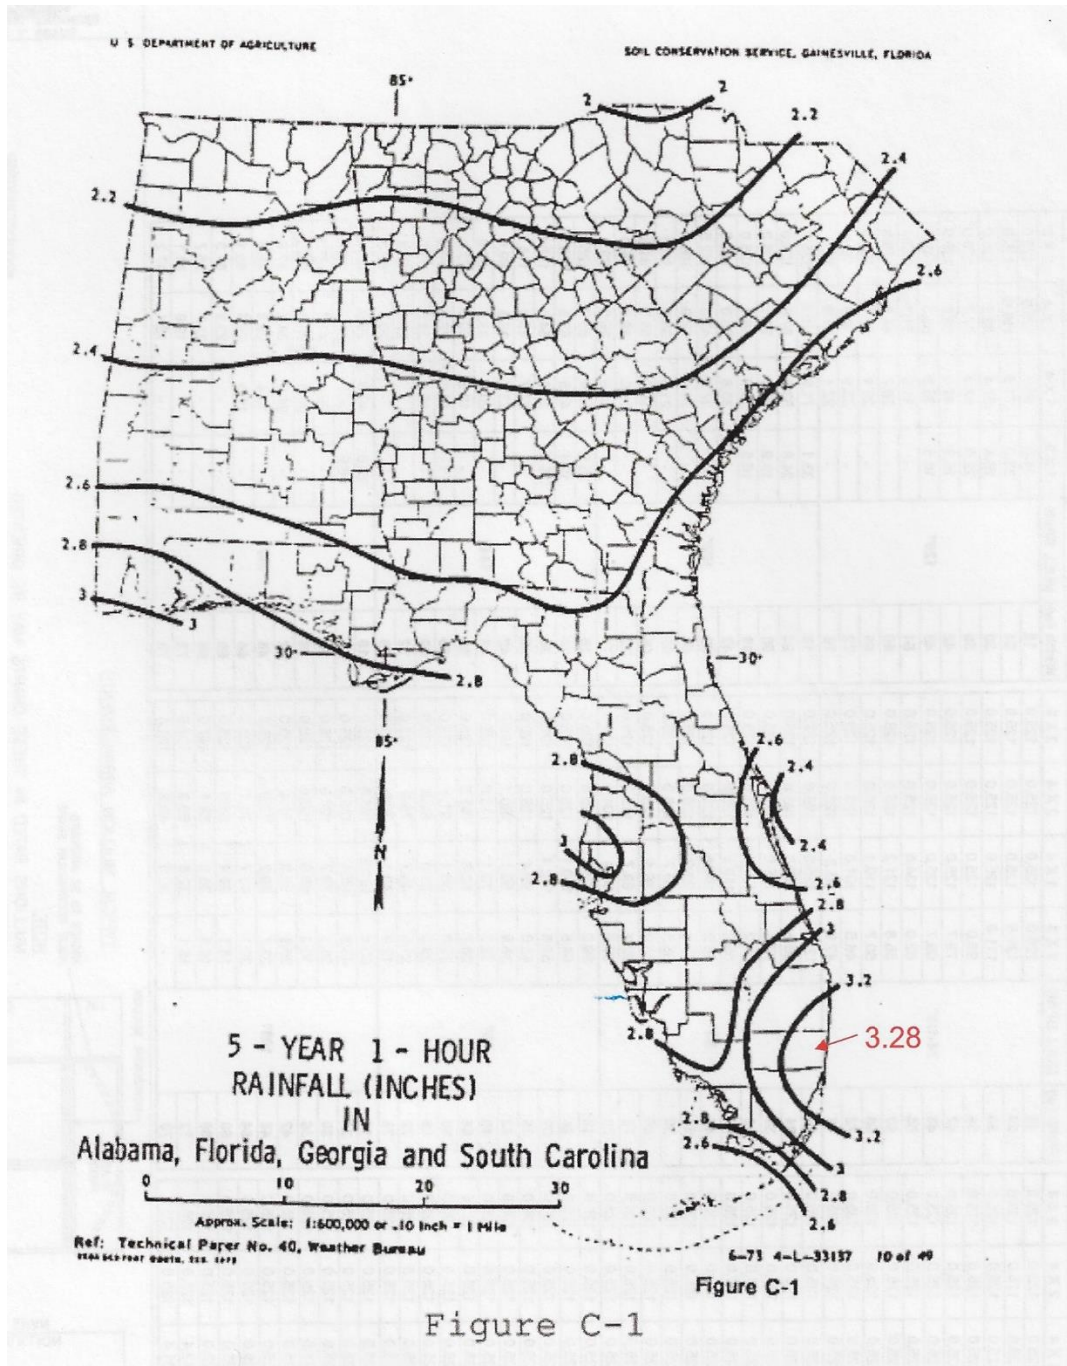 U S DEPARTMENT OF AGRICULTURE
SOIL CONSERVATION SERVICE, GAINESVILLE, FLORIDA
85°
2
2
2.2
2.4
2.2
2.6
2.4
2.6
2.8
3
3
30°
2.8
30°
85°
2.6
2.8
2.4
N
3
2.4
2.8
2.6
2.8
3
3.2
2.8
3.28
5 - YEAR 1 - HOUR
RAINFALL (INCHES)
IN
Alabama, Florida, Georgia and South Carolina
2.8
2.6
3.2
3
2.8
2.6
0 10 20 30
Approx. Scale: 1:600,000 or .10 Inch = 1 Mile
Ref: Technical Paper No. 40, Weather Bureau
6-73 4-L-33137 10 of 49
Figure C-1
Figure C-1